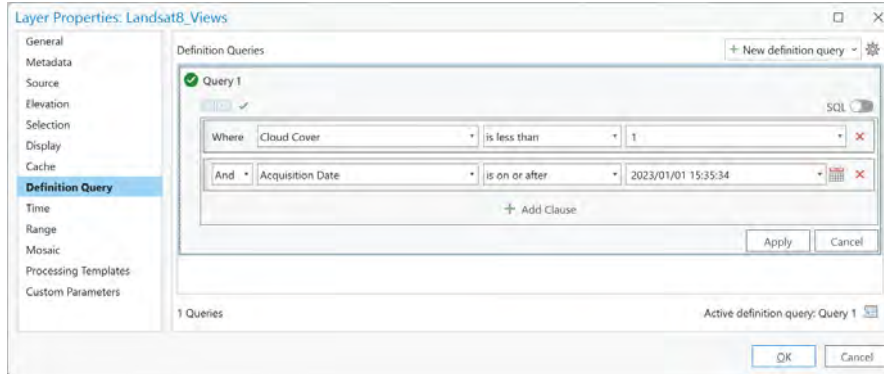 Layer Properties: Landsat8_Views
General
Metadata
Source
Elevation
Selection
Display
Cache
Definition Query
Time
Range
Mosaic
Processing Templates
Custom Parameters
Definition Queries
+ New definition query
Query 1
SQL
Where Cloud Cover is less than 1
And Acquisition Date is on or after 2023/01/01 15:35:34
+ Add Clause
Apply Cancel
1 Queries Active definition query: Query 1
OK Cancel